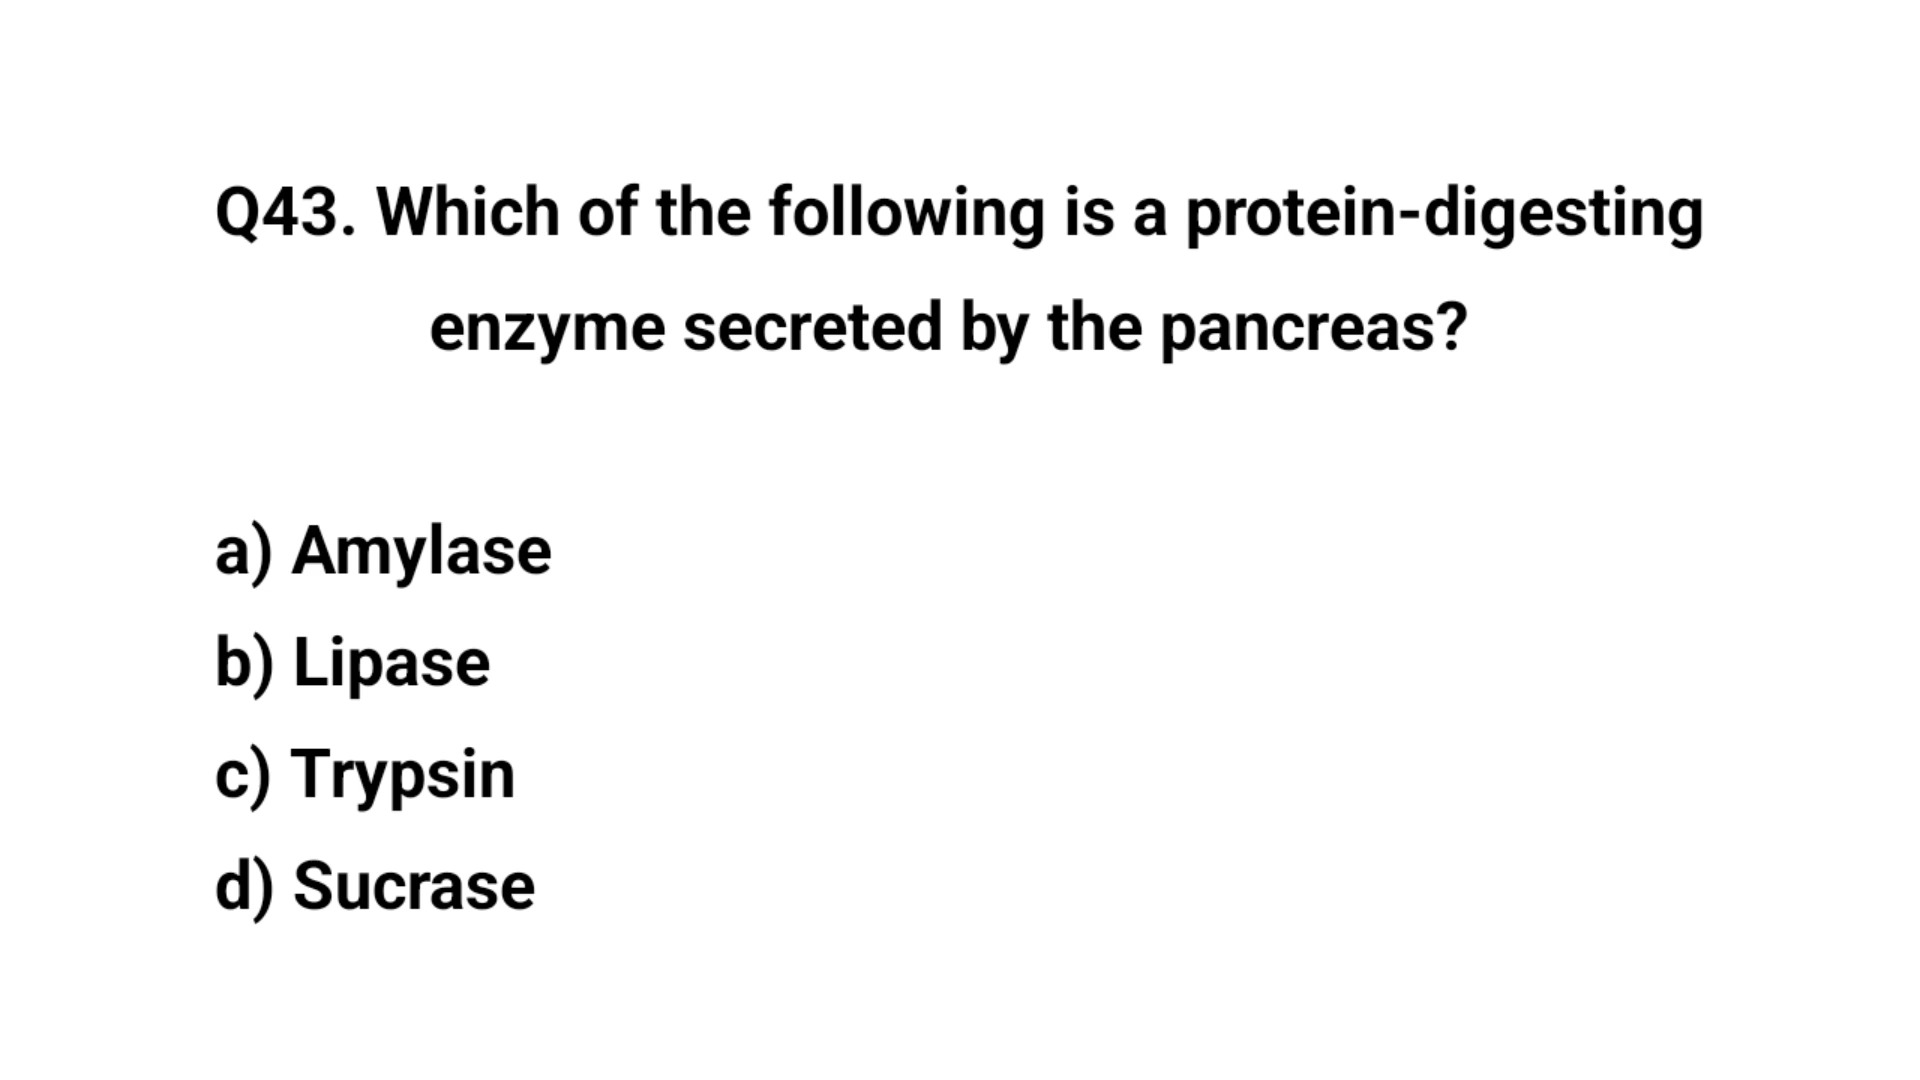 Q43. Which of the following is a protein-digesting
enzyme secreted by the pancreas?
a) Amylase
b) Lipase
c) Trypsin
d) Sucrase